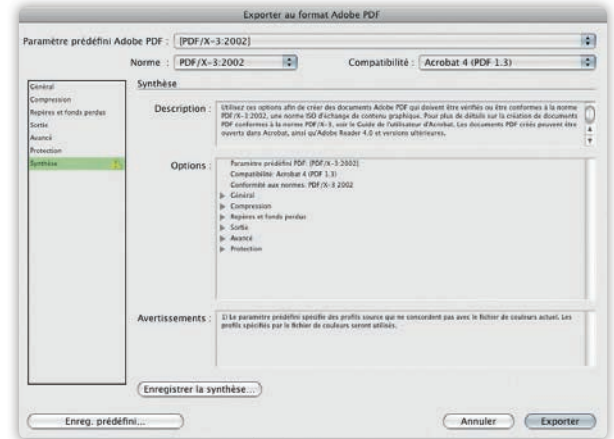 Exporter au format Adobe PDF
Paramètre prédéfini Adobe PDF : [PDF/X-3:2002]
Norme : PDF/X-3:2002 Compatibilité : Acrobat 4 (PDF 1.3)
Général
Compression
Repères et fonds perdus
Sortie
Avancé
Protection
Synthèse
Synthèse
Description : Utilisez ces options afin de créer des documents Adobe PDF qui doivent être vérifiés ou être conformes à la norme
PDF/X-3:2002, une norme ISO d'échange de contenu graphique. Pour plus de détails sur la création de documents
PDF conformes à la norme PDF/X-3, voir le Guide de l'utilisateur d'Acrobat. Les documents PDF créés peuvent être
ouverts dans Acrobat, ainsi qu'Adobe Reader 4.0 et versions ultérieures.
Options : Paramètre prédéfini PDF: [PDF/X-3:2002]
Compatibilité: Acrobat 4 (PDF 1.3)
Conformité aux normes: PDF/X-3 2002
Général
Compression
Repères et fonds perdus
Sortie
Avancé
Protection
Avertissements : 1) Le paramètre prédéfini spécifie des profils source qui ne concordent pas avec le fichier de couleurs actuel. Les
profils spécifiés par le fichier de couleurs seront utilisés.
Enregistrer la synthèse...
Enreg. prédéfini... Annuler Exporter